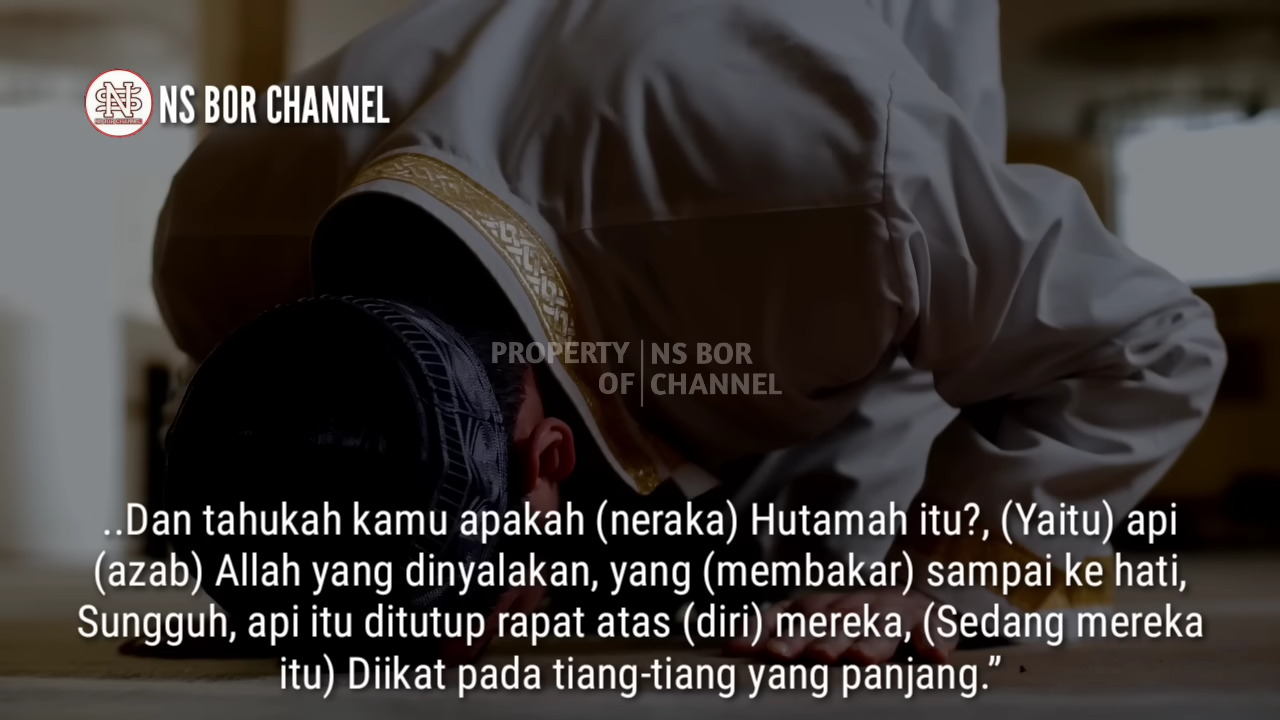 NS BOR CHANNEL
PROPERTY OF NS BOR CHANNEL
..Dan tahukah kamu apakah (neraka) Hutamah itu?, (Yaitu) api
(azab) Allah yang dinyalakan, yang (membakar) sampai ke hati,
Sungguh, api itu ditutup rapat atas (diri) mereka, (Sedang mereka
itu) Diikat pada tiang-tiang yang panjang.”